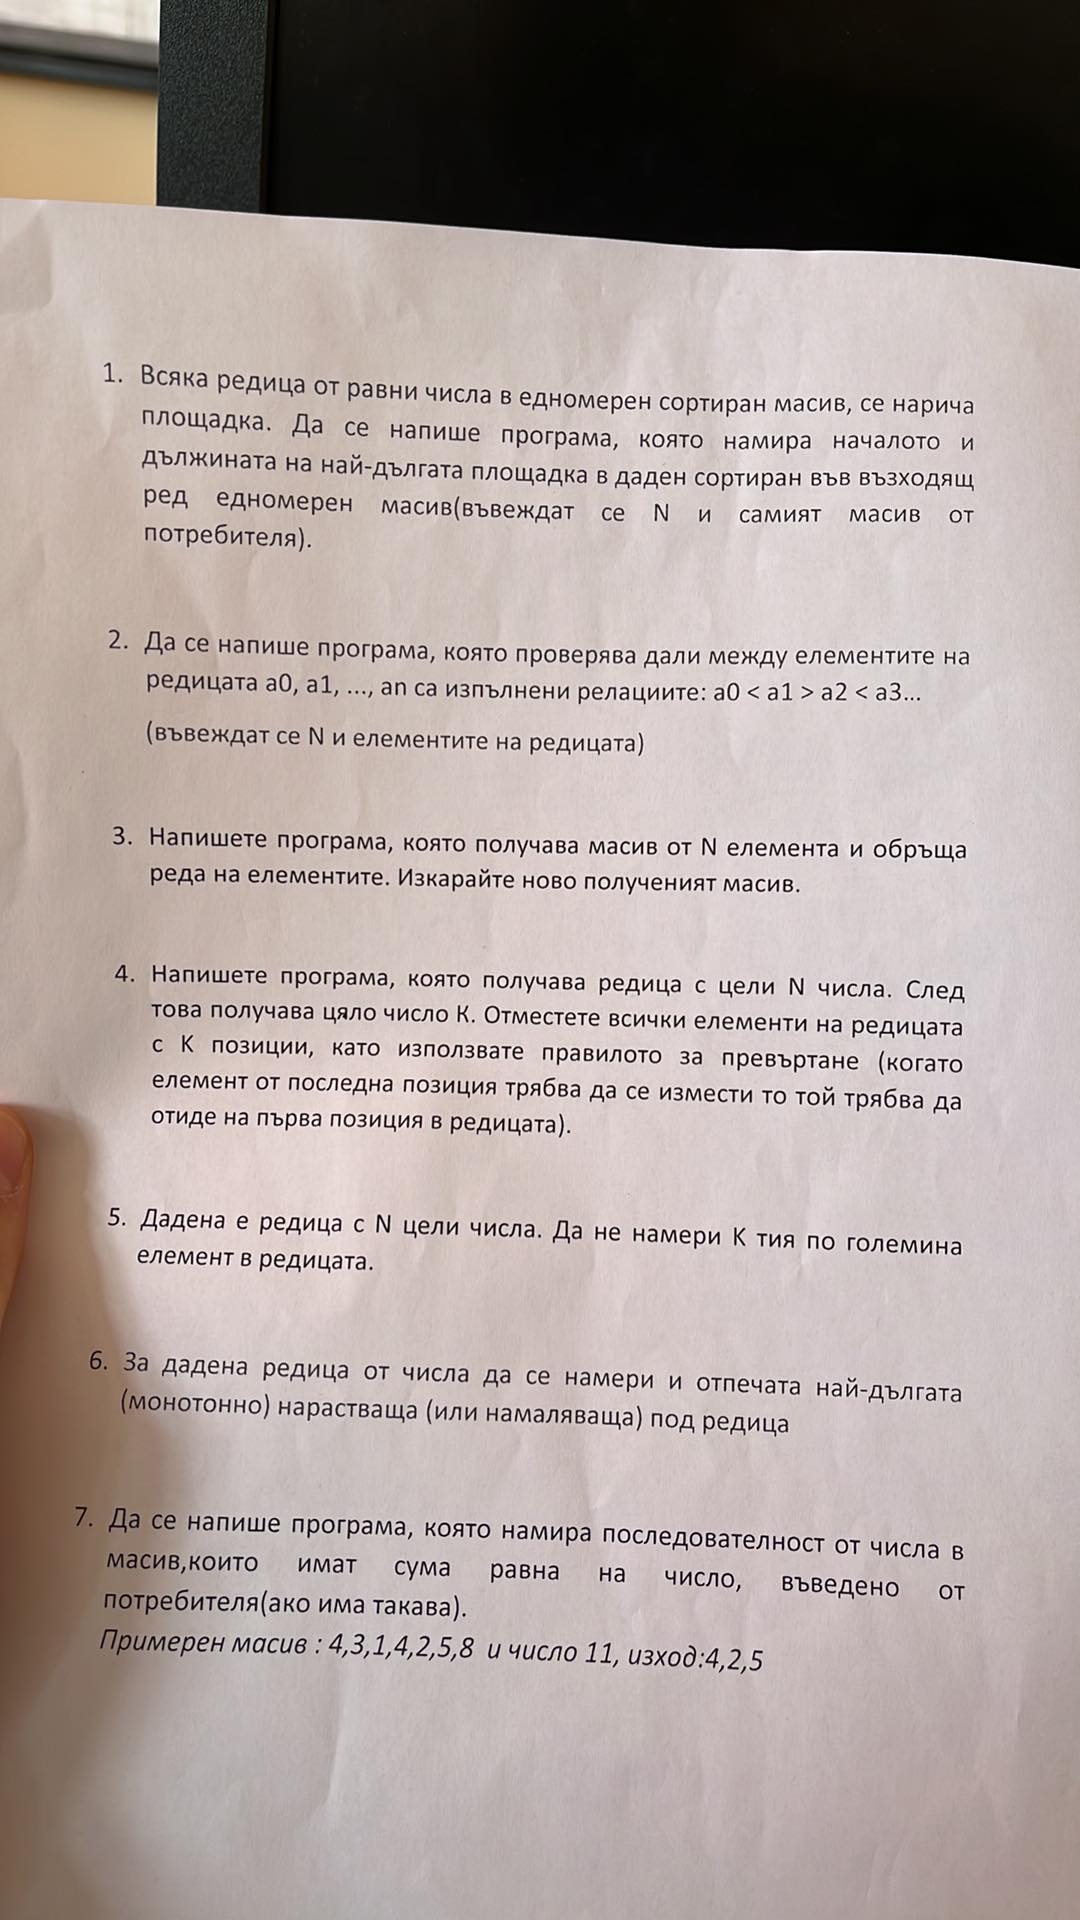 1. Всяка редица от равни числа в едномерен сортиран масив, се нарича
площадка. Да се напише програма, която намира началото и
дължината на най-дългата площадка в даден сортиран във възходящ
ред едномерен масив(въвеждат се N и самият масив от
потребителя).
2. Да се напише програма, която проверява дали между елементите на
редицата a0, a1, ..., an са изпълнени релациите: a0 < a1 > a2 < a3...
(въвеждат се N и елементите на редицата)
3. Напишете програма, която получава масив от N елемента и обръща
реда на елементите. Изкарайте ново полученият масив.
4. Напишете програма, която получава редица с цели N числа. След
това получава цяло число К. Отместете всички елементи на редицата
с K позиции, като използвате правилото за превъртане (когато
елемент от последна позиция трябва да се измести то той трябва да
отиде на първа позиция в редицата).
5. Дадена е редица с N цели числа. Да не намери К тия по големина
елемент в редицата.
6. За дадена редица от числа да се намери и отпечата най-дългата
(монотонно) нарастваща (или намаляваща) под редица
7. Да се напише програма, която намира последователност от числа в
масив,които имат сума равна на число, въведено от
потребителя(ако има такава).
Примерен масив : 4,3,1,4,2,5,8 и число 11, изход:4,2,5